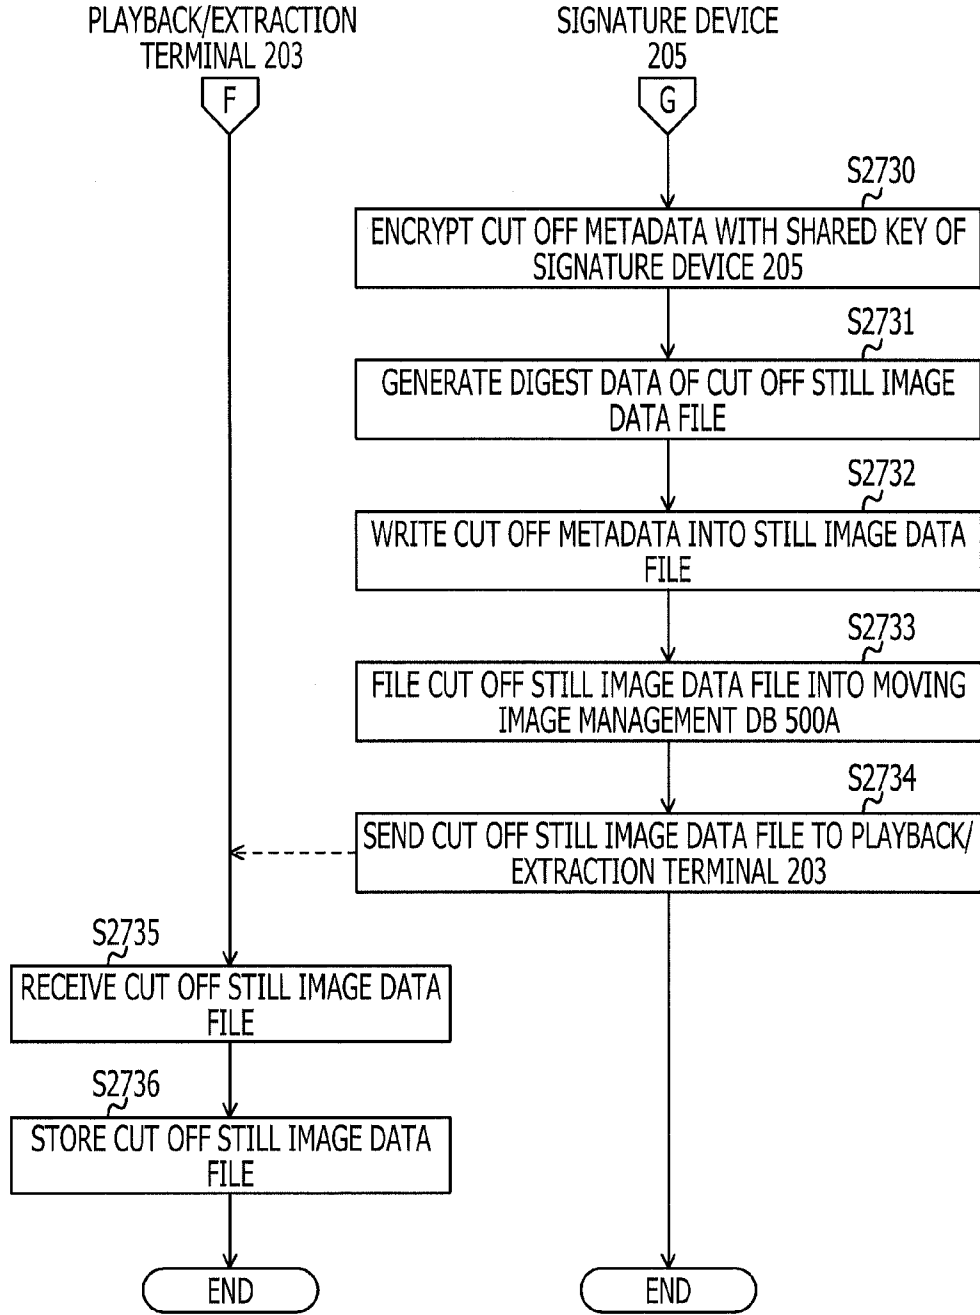 PLAYBACK/EXTRACTION
TERMINAL 203
F
SIGNATURE DEVICE
205
G
S2730
ENCRYPT CUT OFF METADATA WITH SHARED KEY OF
SIGNATURE DEVICE 205
S2731
GENERATE DIGEST DATA OF CUT OFF STILL IMAGE
DATA FILE
S2732
WRITE CUT OFF METADATA INTO STILL IMAGE DATA
FILE
S2733
FILE CUT OFF STILL IMAGE DATA FILE INTO MOVING
IMAGE MANAGEMENT DB 500A
S2734
SEND CUT OFF STILL IMAGE DATA FILE TO PLAYBACK/
EXTRACTION TERMINAL 203
S2735
RECEIVE CUT OFF STILL IMAGE DATA
FILE
S2736
STORE CUT OFF STILL IMAGE DATA
FILE
END
END